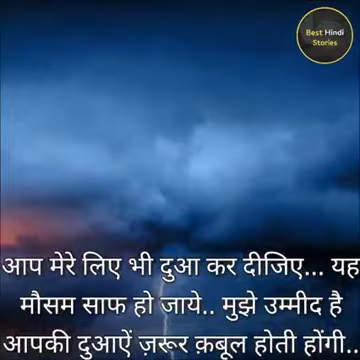 Best Hindi
Stories
आप मेरे लिए भी दुआ कर दीजिए... यह
मौसम साफ हो जाये.. मुझे उम्मीद है
आपकी दुआऐं ज़रूर क़बूल होती होंगी..